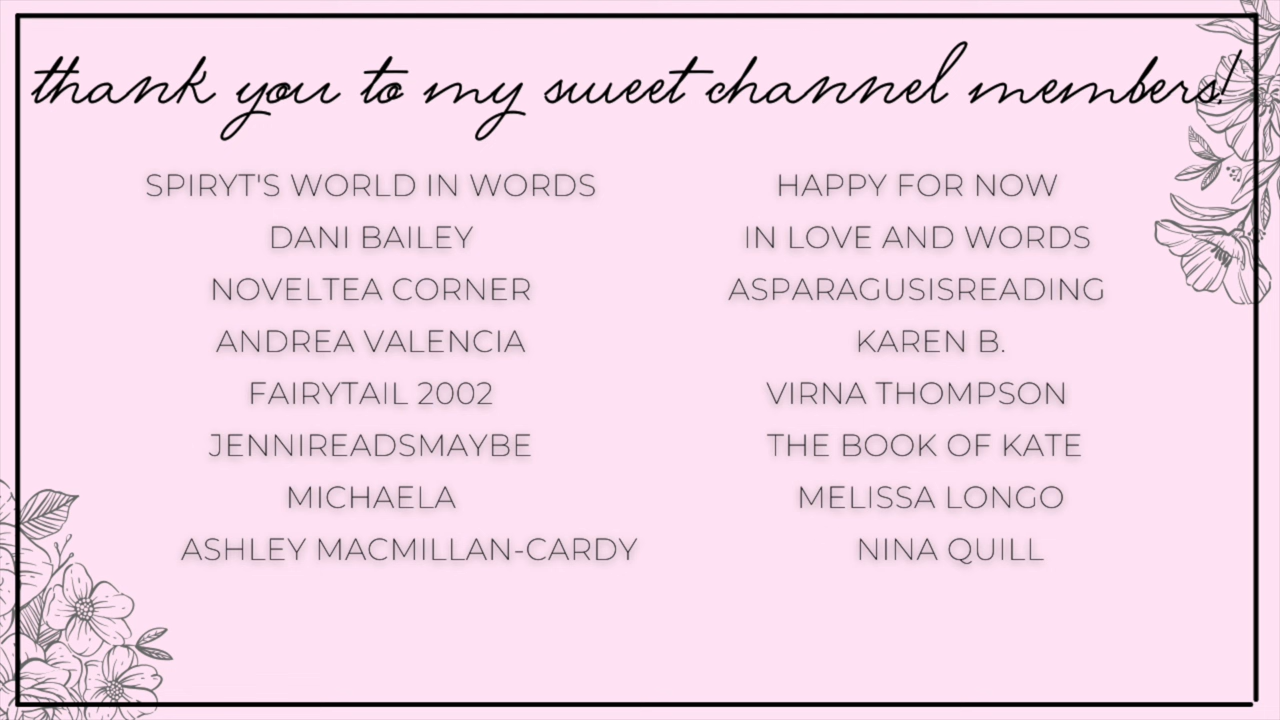 thank you to my sweet channel members!
SPIRYT'S WORLD IN WORDS
DANI BAILEY
NOVELTEA CORNER
ANDREA VALENCIA
FAIRYTAIL 2002
JENNIREADSMAYBE
MICHAELA
ASHLEY MACMILLAN-CARDY
HAPPY FOR NOW
IN LOVE AND WORDS
ASPARAGUSISREADING
KAREN B.
VIRNA THOMPSON
THE BOOK OF KATE
MELISSA LONGO
NINA QUILL